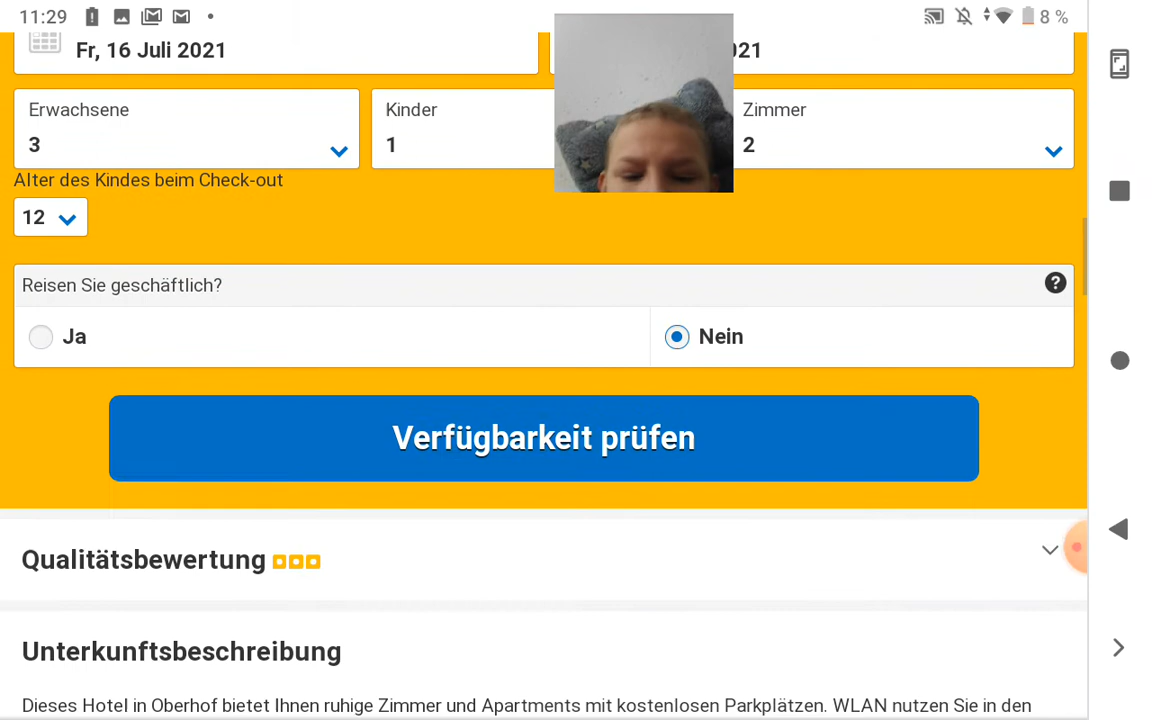 11:29
8 %
Fr, 16 Juli 2021
021
Erwachsene
3
Kinder
1
Zimmer
2
Alter des Kindes beim Check-out
12
Reisen Sie geschäftlich?
Ja
Nein
Verfügbarkeit prüfen
Qualitätsbewertung
Unterkunftsbeschreibung
Dieses Hotel in Oberhof bietet Ihnen ruhige Zimmer und Apartments mit kostenlosen Parkplätzen. WLAN nutzen Sie in den